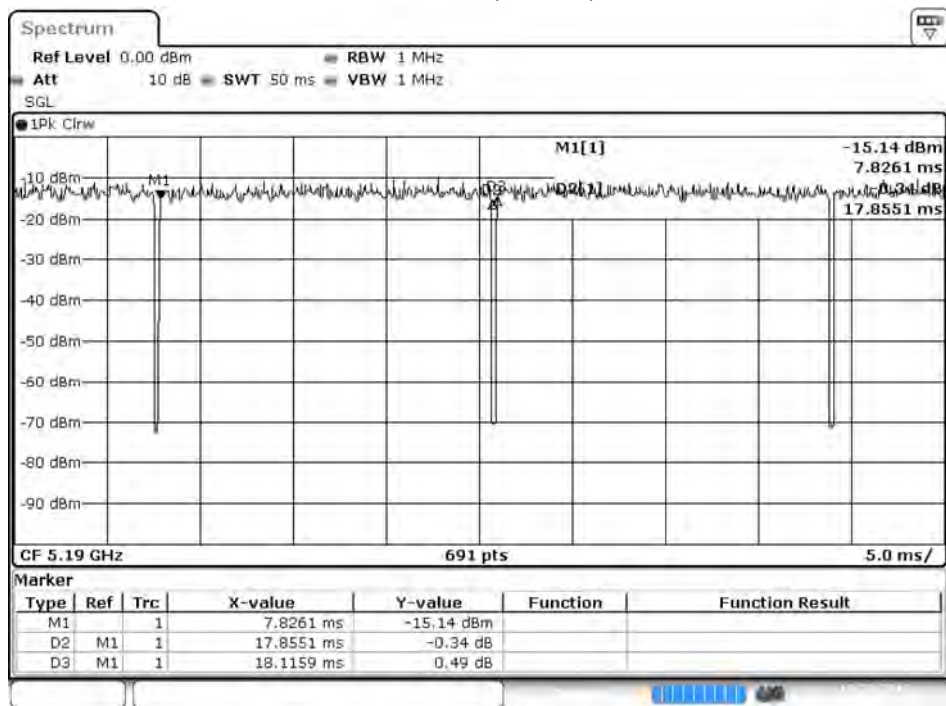 Spectrum
Ref Level 0.00 dBm RBW 1 MHz
Att 10 dB SWT 50 ms VBW 1 MHz
SGL
1Pk Clrw
M1[1] -15.14 dBm
7.8261 ms
-10 dBm M1 D2[1] -0.34 dB
-20 dBm 17.8551 ms
-30 dBm
-40 dBm
-50 dBm
-60 dBm
-70 dBm
-80 dBm
-90 dBm
CF 5.19 GHz 691 pts 5.0 ms/
Marker
Type Ref Trc X-value Y-value Function Function Result
M1 1 7.8261 ms -15.14 dBm
D2 M1 1 17.8551 ms -0.34 dB
D3 M1 1 18.1159 ms 0.49 dB